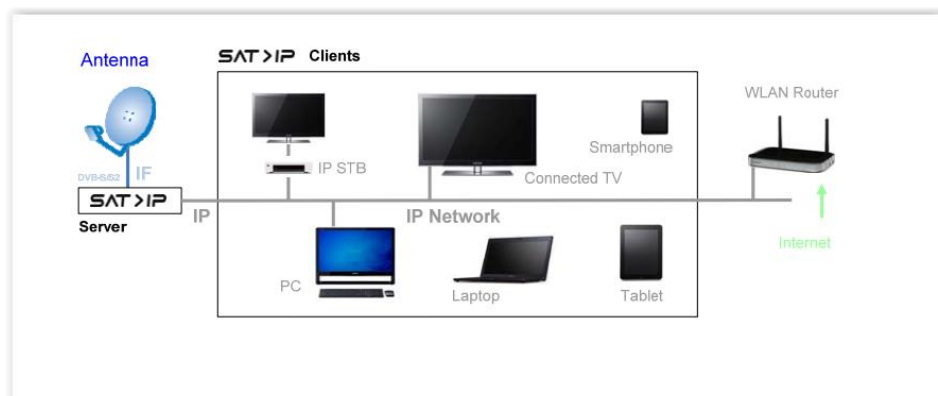 Antenna
SAT>IP Clients
WLAN Router
Smartphone
IP STB
Connected TV
DVB-S/S2 IF
SAT>IP
Server
IP
IP Network
Internet
PC
Laptop
Tablet